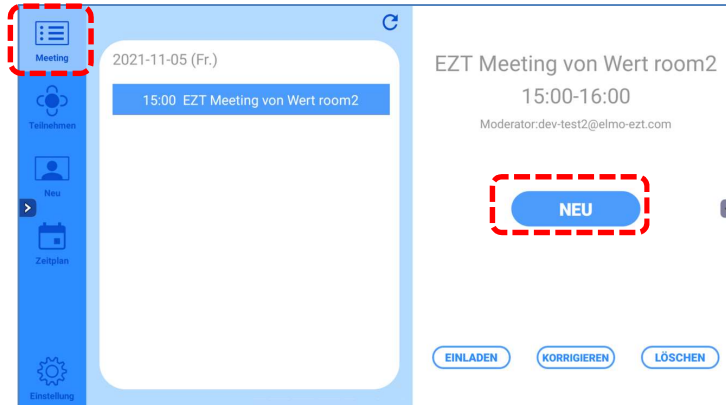 Meeting
Teilnehmen
Neu
Zeitplan
Einstellung
2021-11-05 (Fr.)
15:00 EZT Meeting von Wert room2
EZT Meeting von Wert room2
15:00-16:00
Moderator:dev-test2@elmo-ezt.com
NEU
EINLADEN
KORRIGIEREN
LÖSCHEN